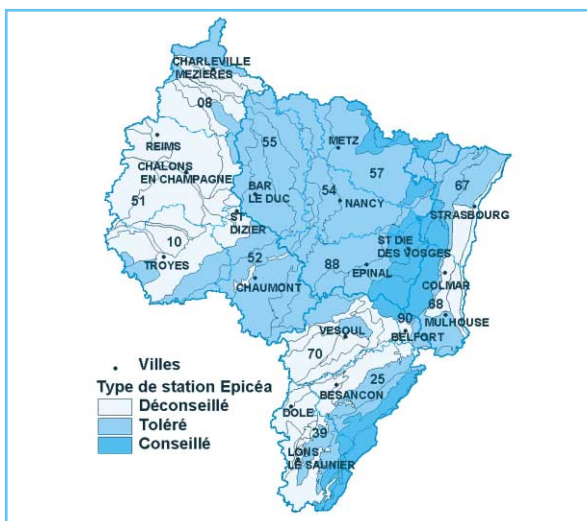 CHARLEVILLE
MEZIERES
08
REIMS
55
METZ
57
CHALONS
EN CHAMPAGNE
67
51
BAR
LE DUC
54
NANCY
STRASBOURG
ST
DIZIER
10
TROYES
52
CHAUMONT
88
EPINAL
ST DIE
DES VOSGES
COLMAR
68
MULHOUSE
90
BELFORT
VESOUL
70
25
BESANCON
DOLE
39
LONS
LE SAUNIER
Villes
Type de station Epicéa
Déconseillé
Toléré
Conseillé